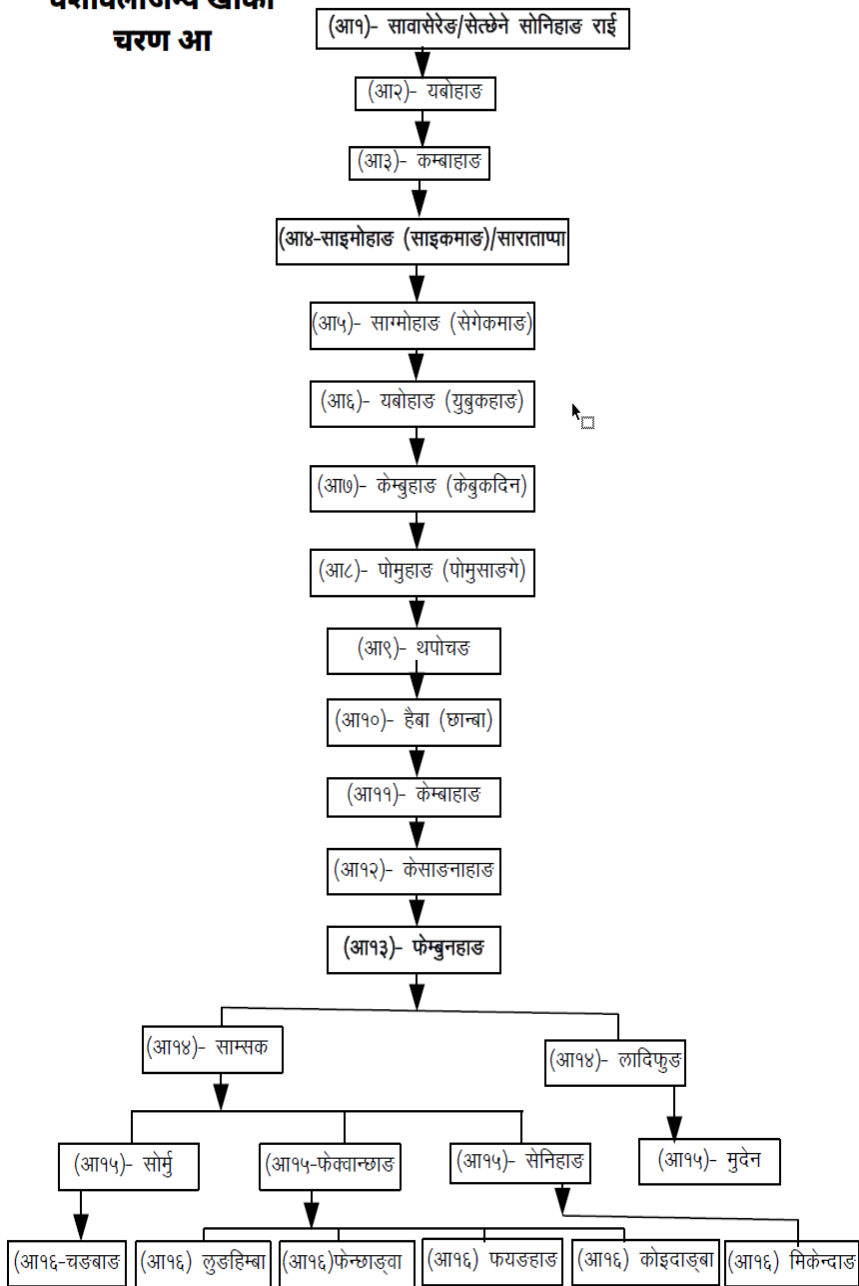 वंशावलीजन्य खाका
चरण आ
(आ१)- सावासेरेङ/सेत्छेने सोनिहाङ राई
(आ२)- यबोहाङ
(आ३)- कम्बाहाङ
(आ४-साइमोहाङ (साइकमाङ)/साराताप्पा
(आ५)- साग्मोहाङ (सेगेकमाङ)
(आ६)- यबोहाङ (युबुकहाङ)
(आ७)- केम्बुहाङ (केबुकदिन)
(आ८)- पोमुहाङ (पोमुसाङगे)
(आ९)- थपोचङ
(आ१०)- हैबा (छान्बा)
(आ११)- केम्बाहाङ
(आ१२)- केसाङनाहाङ
(आ१३)- फेम्बुनहाङ
(आ१४)- साम्सक
(आ१४)- लादिफुङ
(आ१५)- सोर्मु
(आ१५-फेक्वान्छाङ
(आ१५)- सेनिहाङ
(आ१५)- मुदेन
(आ१६-चङबाङ
(आ१६) लुङहिम्बा
(आ१६)फेन्छाङ्वा
(आ१६) फयङहाङ
(आ१६) कोइदाङ्बा
(आ१६) मिकेन्दाङ